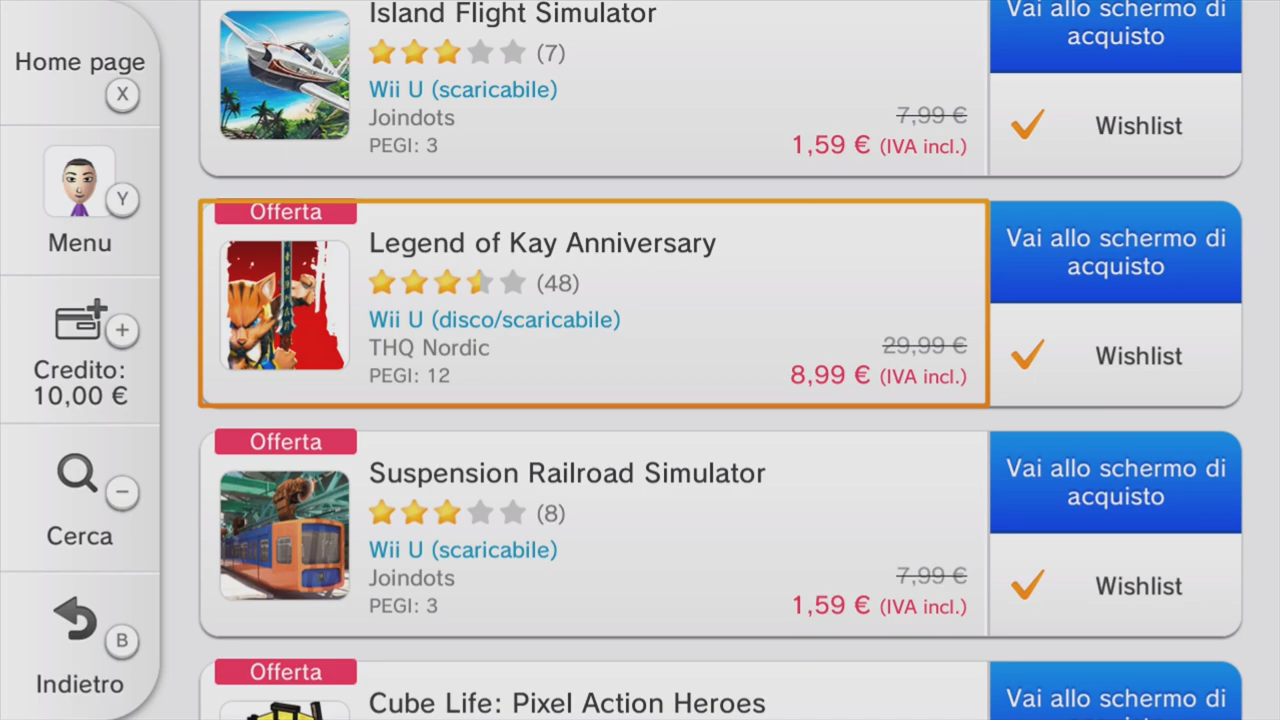 Home page
X
Y
Menu
+
Credito:
10,00 €
−
Cerca
B
Indietro
Island Flight Simulator
(7)
Wii U (scaricabile)
Joindots
PEGI: 3
7,99 €
1,59 € (IVA incl.)
Vai allo schermo di
acquisto
Wishlist
Offerta
Legend of Kay Anniversary
(48)
Wii U (disco/scaricabile)
THQ Nordic
PEGI: 12
29,99 €
8,99 € (IVA incl.)
Vai allo schermo di
acquisto
Wishlist
Offerta
Suspension Railroad Simulator
(8)
Wii U (scaricabile)
Joindots
PEGI: 3
7,99 €
1,59 € (IVA incl.)
Vai allo schermo di
acquisto
Wishlist
Offerta
Cube Life: Pixel Action Heroes
Vai allo schermo di